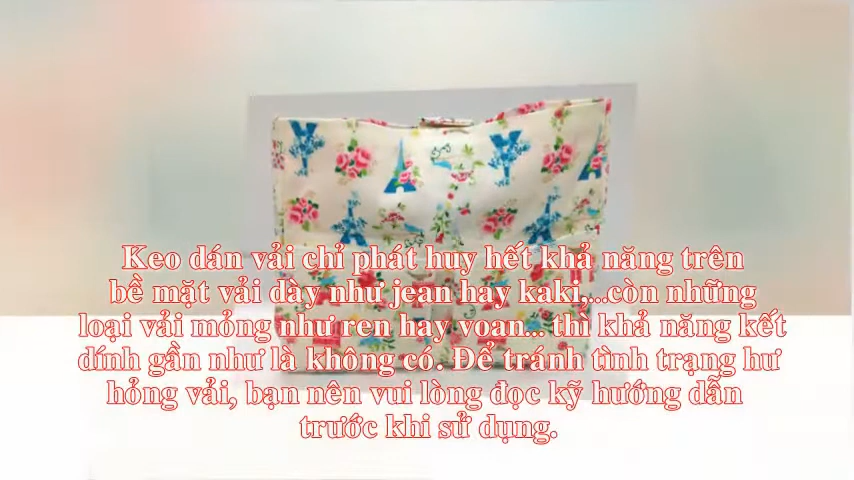 Keo dán vải chỉ phát huy hết khả năng trên
bề mặt vải dày như jean hay kaki,...còn những
loại vải mỏng như ren hay voan... thì khả năng kết
dính gần như là không có. Để tránh tình trạng hư
hỏng vải, bạn nên vui lòng đọc kỹ hướng dẫn
trước khi sử dụng.